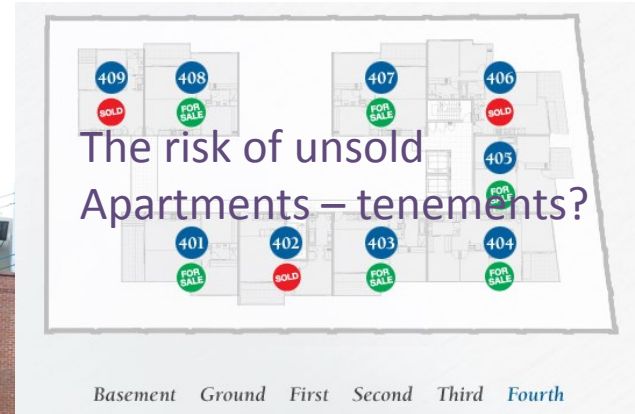 409 408 407 406
SOLD FOR SALE FOR SALE SOLD
The risk of unsold
405
FOR SALE
Apartments – tenements?
401 402 403 404
FOR SALE SOLD FOR SALE FOR SALE
Basement Ground First Second Third Fourth